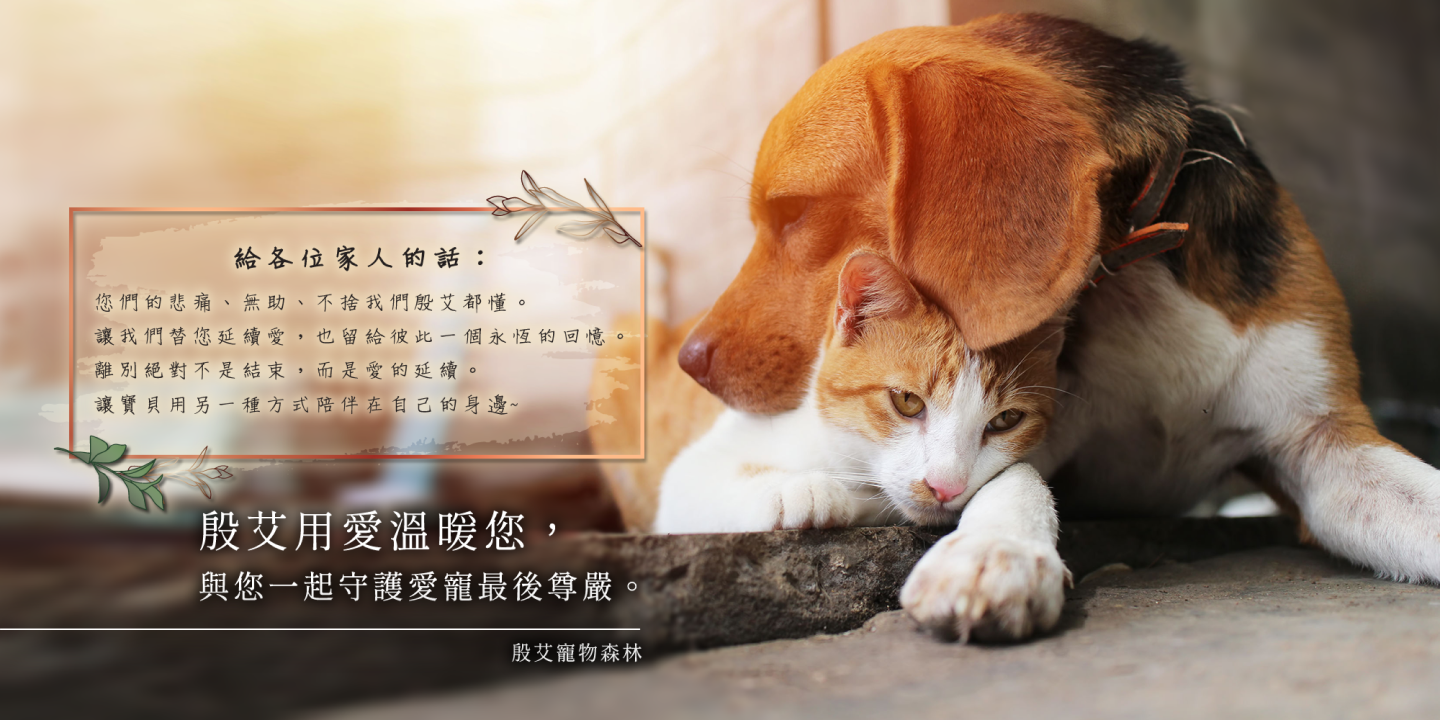 給各位家人的話：
您們的悲痛、無助、不捨我們殷艾都懂。
讓我們替您延續愛，也留給彼此一個永恆的回憶。
離別絕對不是結束，而是愛的延續。
讓寶貝用另一種方式陪伴在自己的身邊~
殷艾用愛溫暖您，
與您一起守護愛寵最後尊嚴。
殷艾寵物森林